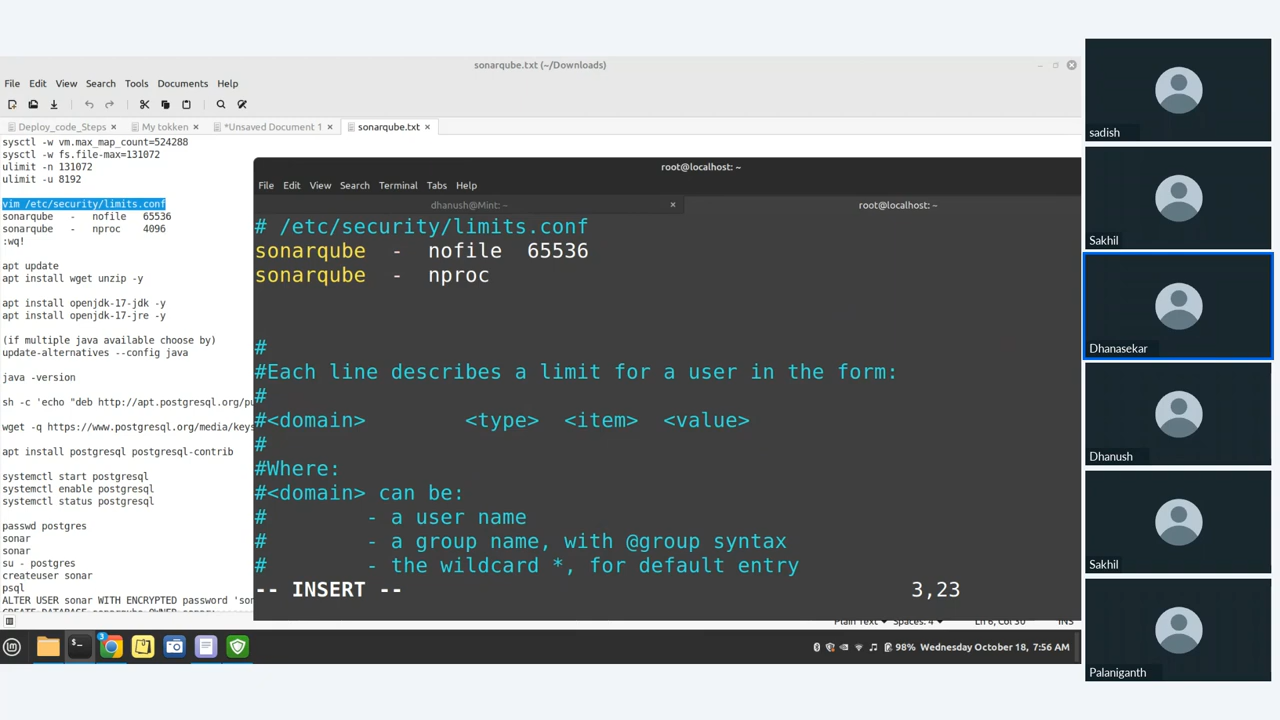 sonarqube.txt (~/Downloads)
File Edit View Search Tools Documents Help
Deploy_code_Steps × My tokken × *Unsaved Document 1 × sonarqube.txt ×
sysctl -w vm.max_map_count=524288
sysctl -w fs.file-max=131072
ulimit -n 131072
ulimit -u 8192
vim /etc/security/limits.conf
sonarqube - nofile 65536
sonarqube - nproc 4096
:wq!
apt update
apt install wget unzip -y
apt install openjdk-17-jdk -y
apt install openjdk-17-jre -y
(if multiple java available choose by)
update-alternatives --config java
java -version
sh -c 'echo "deb http://apt.postgresql.org/pu
wget -q https://www.postgresql.org/media/keys
apt install postgresql postgresql-contrib
systemctl start postgresql
systemctl enable postgresql
systemctl status postgresql
passwd postgres
sonar
sonar
su - postgres
createuser sonar
psql
ALTER USER sonar WITH ENCRYPTED password 'son
root@localhost: ~
File Edit View Search Terminal Tabs Help
dhanush@Mint: ~ × root@localhost: ~
# /etc/security/limits.conf
sonarqube - nofile 65536
sonarqube - nproc
#
#Each line describes a limit for a user in the form:
#
#<domain> <type> <item> <value>
#
#Where:
#<domain> can be:
# - a user name
# - a group name, with @group syntax
# - the wildcard *, for default entry
-- INSERT -- 3,23
Plain Text Spaces: 4 Ln 6, Col 30 INS
3
98% Wednesday October 18, 7:56 AM
sadish
Sakhil
Dhanasekar
Dhanush
Sakhil
Palaniganth